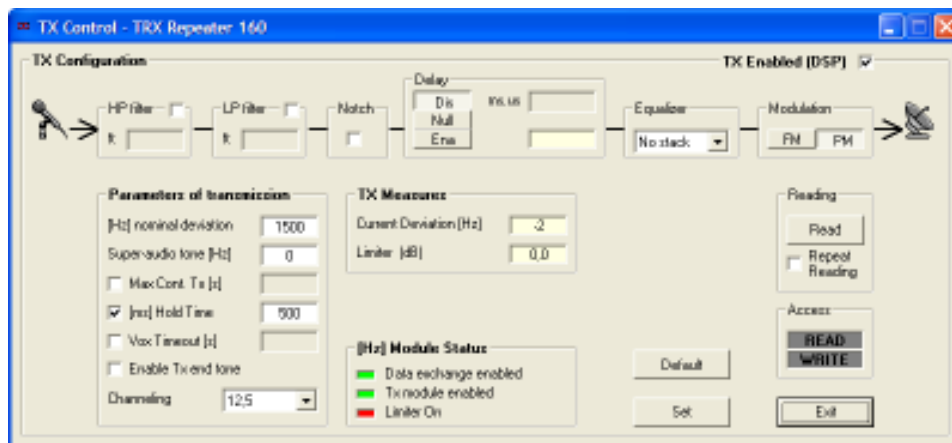 TX Control - TRX Repeater 160
TX Configuration
TX Enabled (DSP)
HP filter
ft
LP filter
ft
Notch
Delay
Dis
Null
Ena
ms.us
Equalizer
No stack
Modulation
FM
PM
Parameters of transmission
[Hz] nominal deviation
1500
Super-audio tone [Hz]
0
Max Cont. Tx [s]
[ms] Hold Time
500
Vox Timeout [s]
Enable Tx end tone
Channeling
12,5
TX Measures
Current Deviation [Hz]
-2
Limiter [dB]
0,0
[Hz] Module Status
Data exchange enabled
Tx module enabled
Limiter On
Reading
Read
Repeat
Reading
Access
READ
WRITE
Default
Set
Exit